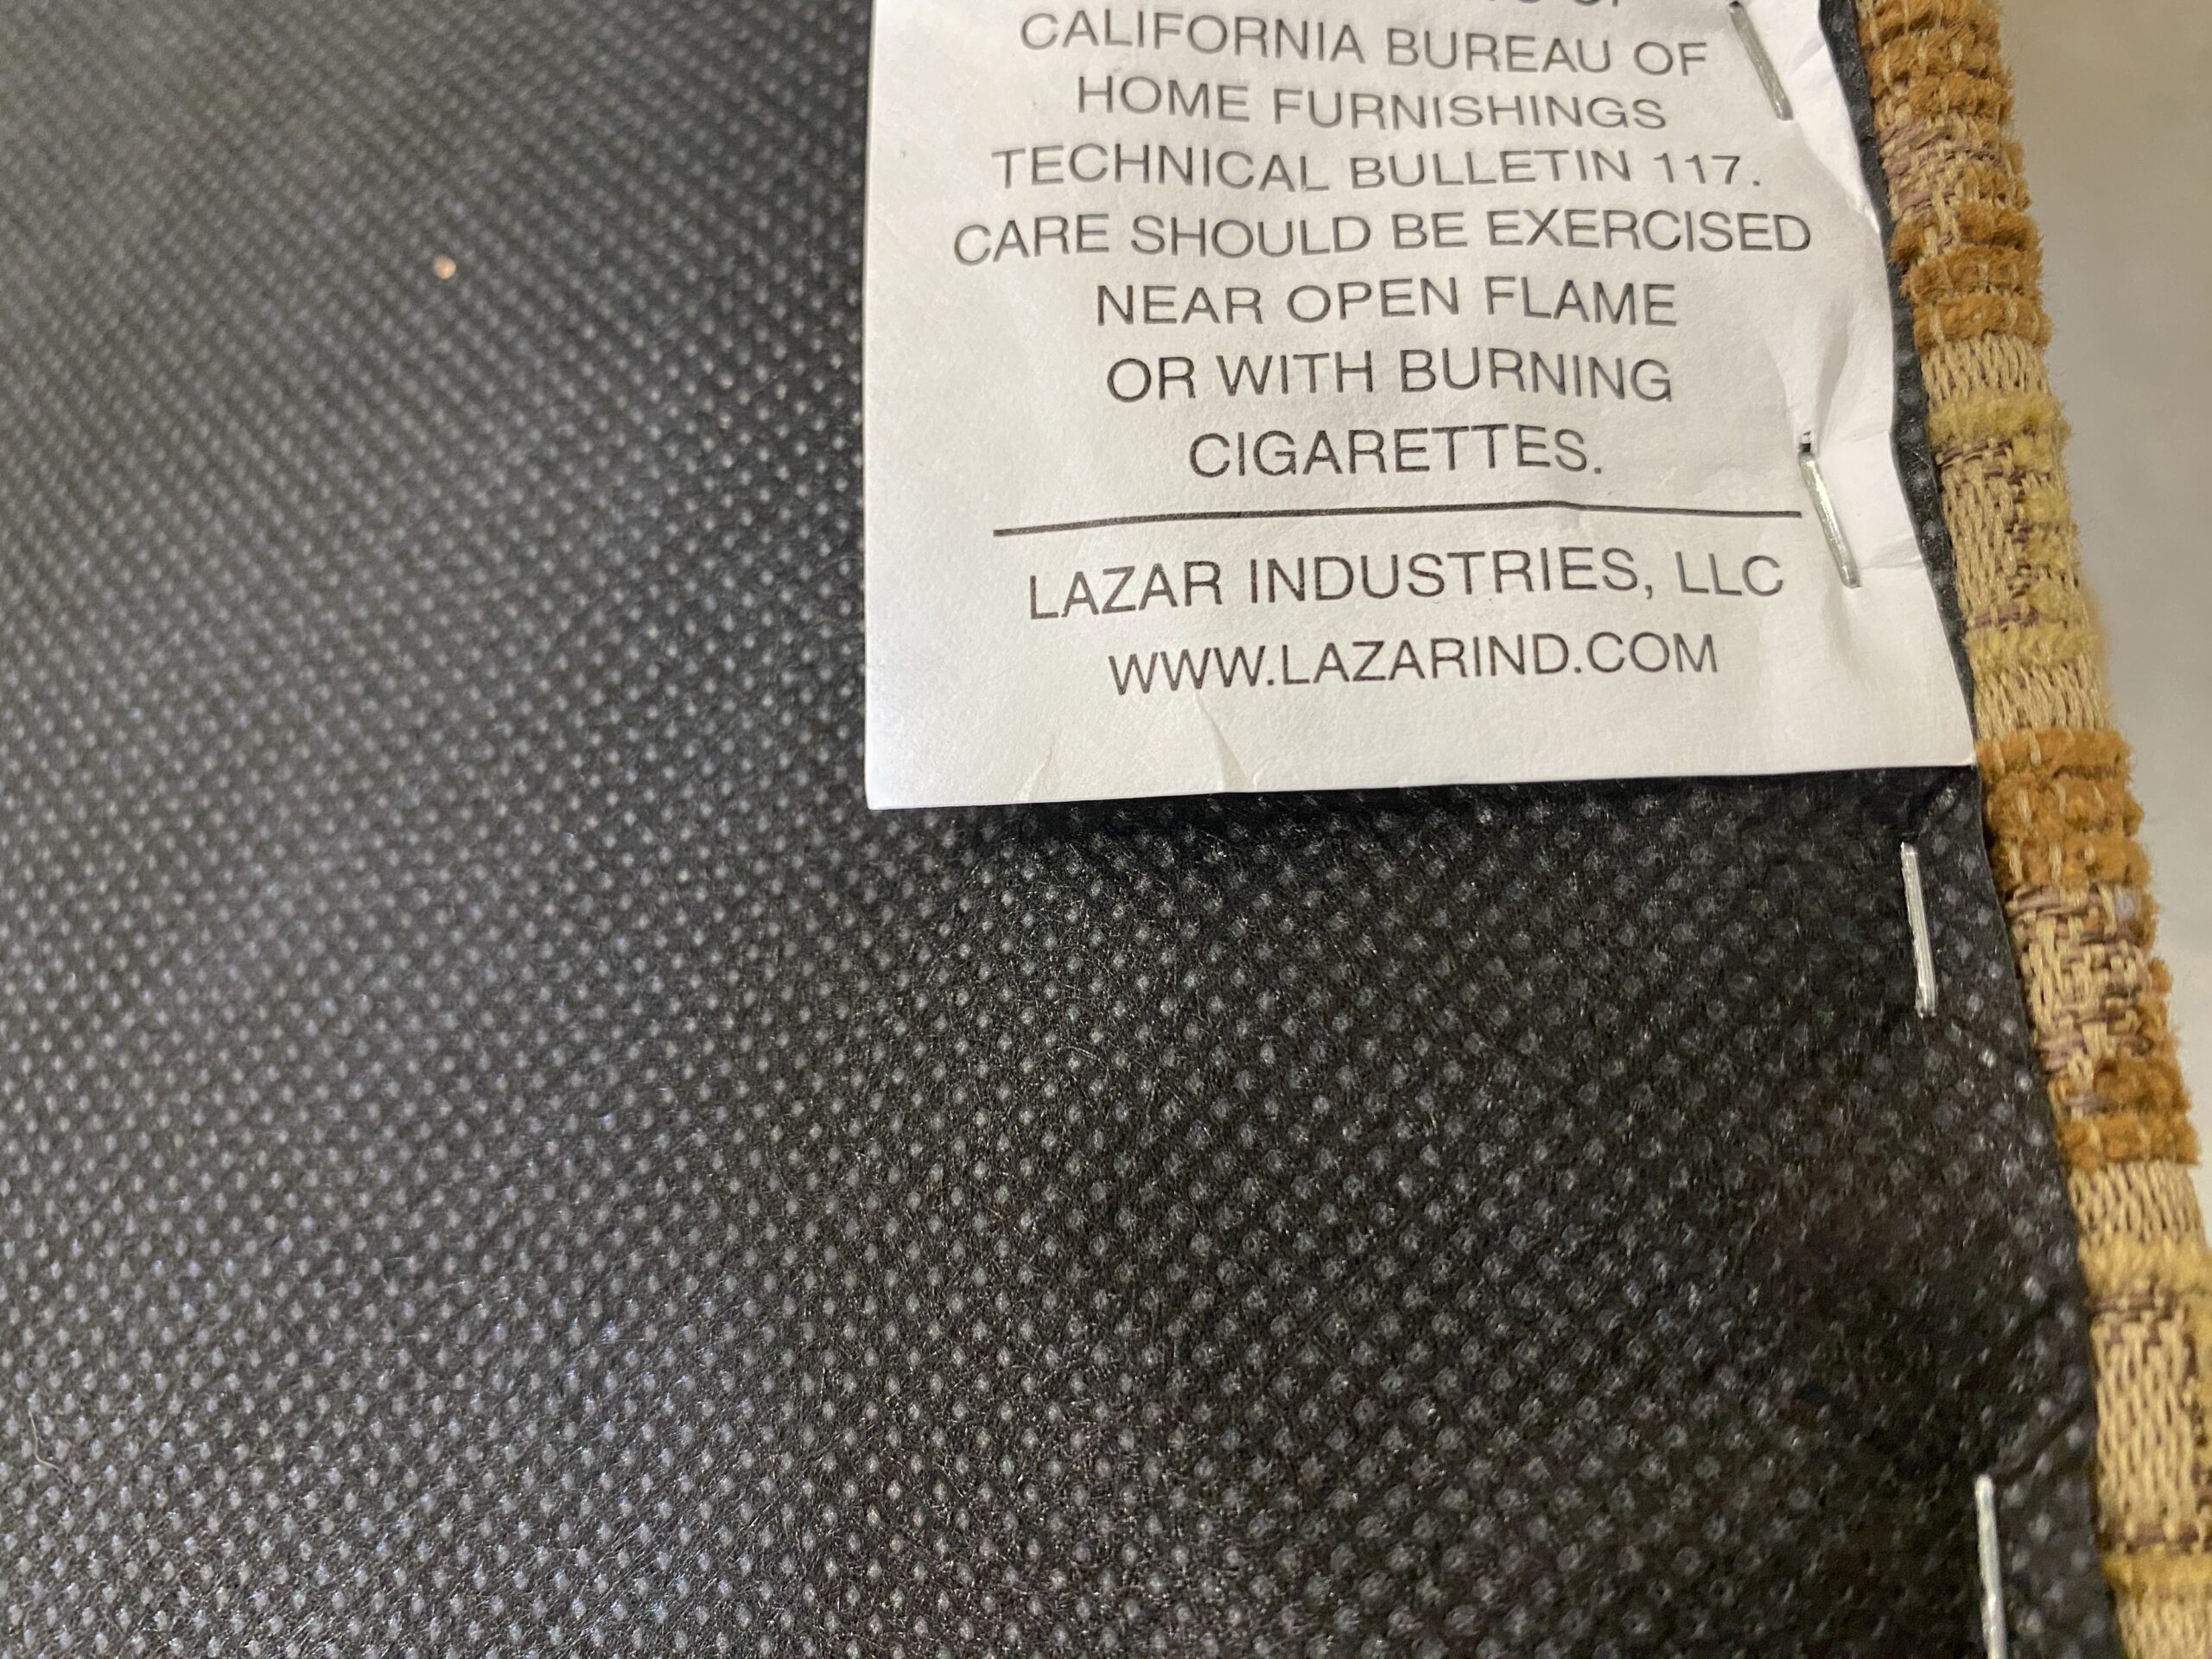 CALIFORNIA BUREAU OF
HOME FURNISHINGS
TECHNICAL BULLETIN 117.
CARE SHOULD BE EXERCISED
NEAR OPEN FLAME
OR WITH BURNING
CIGARETTES.
LAZAR INDUSTRIES, LLC
WWW.LAZARIND.COM